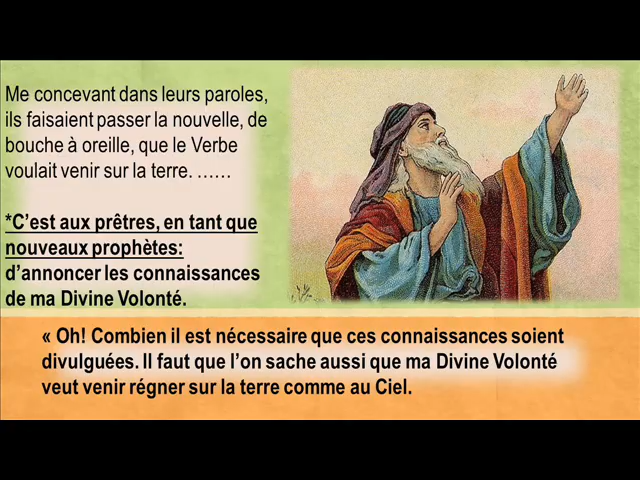 Me concevant dans leurs paroles,
ils faisaient passer la nouvelle, de
bouche à oreille, que le Verbe
voulait venir sur la terre. ……
*C’est aux prêtres, en tant que
nouveaux prophètes:
d’annoncer les connaissances
de ma Divine Volonté.
« Oh! Combien il est nécessaire que ces connaissances soient
divulguées. Il faut que l’on sache aussi que ma Divine Volonté
veut venir régner sur la terre comme au Ciel.